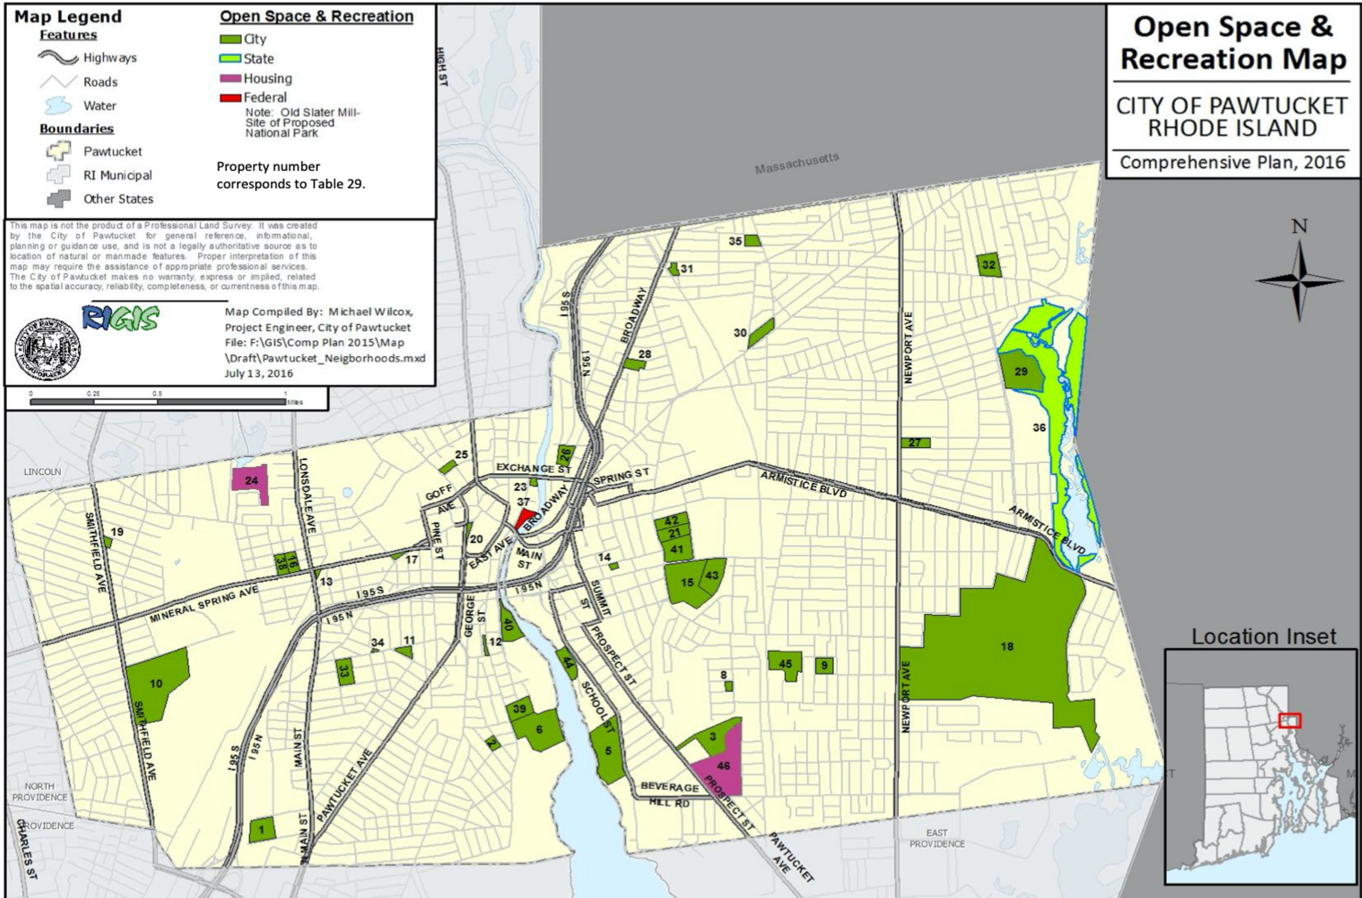 Map Legend
Features
Highways
Roads
Water
Boundaries
Pawtucket
RI Municipal
Other States
Open Space & Recreation
City
State
Housing
Federal
Note: Old Slater Mill-
Site of Proposed
National Park
Property number
corresponds to Table 29.
This map is not the product of a Professional Land Survey. It was created
by the City of Pawtucket for general reference, informational,
planning or guidance use, and is not a legally authoritative source as to
location of natural or manmade features. Proper interpretation of this
map may require the assistance of appropriate professional services.
The City of Pawtucket makes no warranty, express or implied, related
to the spatial accuracy, reliability, completeness, or currentness of this map.
RIGIS
Map Compiled By: Michael Wilcox,
Project Engineer, City of Pawtucket
File: F:\GIS\Comp Plan 2015\Map
\Draft\Pawtucket_Neigborhoods.mxd
July 13, 2016
0 0.25 0.5 1
Miles
Open Space &
Recreation Map
CITY OF PAWTUCKET
RHODE ISLAND
Comprehensive Plan, 2016
N
HIGH ST
Massachusetts
35
31
32
I 95 S
BROADWAY
30
NEWPORT AVE
I 95 N
28
29
36
27
LINCOLN
24
LONSDALE AVE
25
26
EXCHANGE ST
SPRING ST
ARMISTICE BLVD
GOFF
AVE
23
37
BROADWAY
SMITHFIELD AVE
19
PINE ST
20
EAST AVE
MAIN
ST
42
21
41
ARMISTICE BLVD
38
16
17
13
14
15
43
MINERAL SPRING AVE
I 95 S
I 95 N
I 95 N
GEORGE
ST
SUMMIT
ST
40
34
11
12
33
10
PROSPECT ST
44
45
9
8
18
SMITHFIELD AVE
SCHOOL ST
NEWPORT AVE
39
6
2
5
3
46
I 95 S
I 95 N
MAIN ST
PAWTUCKET AVE
BEVERAGE
HILL RD
PROSPECT ST
NORTH
PROVIDENCE
PROVIDENCE
CHARLES ST
1
N MAIN ST
PAWTUCKET
AVE
EAST
PROVIDENCE
Location Inset